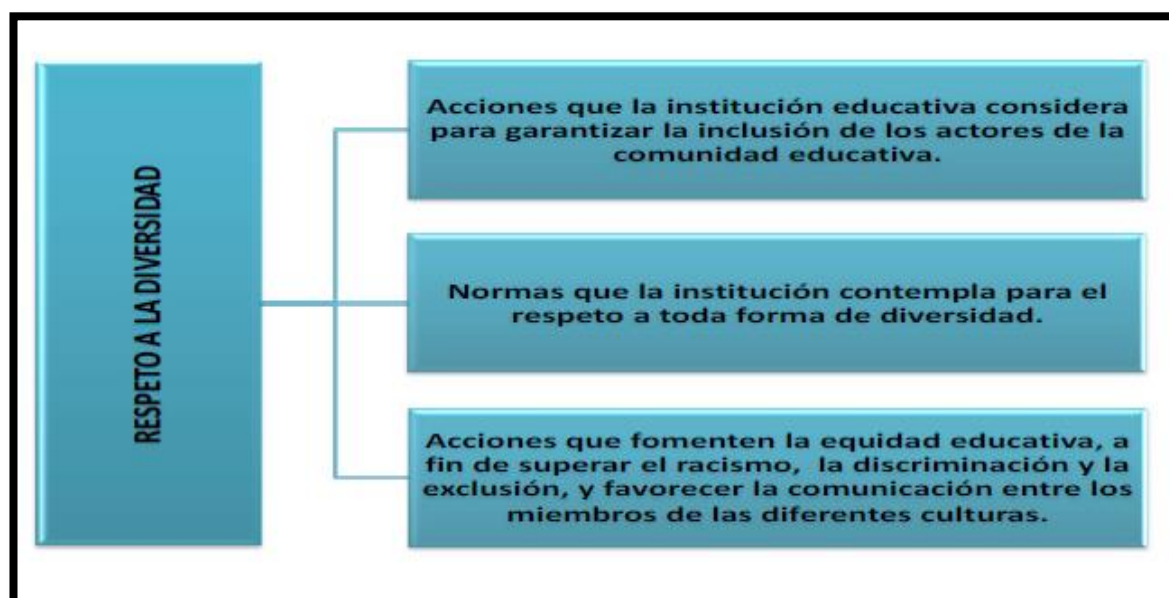 RESPETO A LA DIVERSIDAD
Acciones que la institución educativa considera
para garantizar la inclusión de los actores de la
comunidad educativa.
Normas que la institución contempla para el
respeto a toda forma de diversidad.
Acciones que fomenten la equidad educativa, a
fin de superar el racismo, la discriminación y la
exclusión, y favorecer la comunicación entre los
miembros de las diferentes culturas.